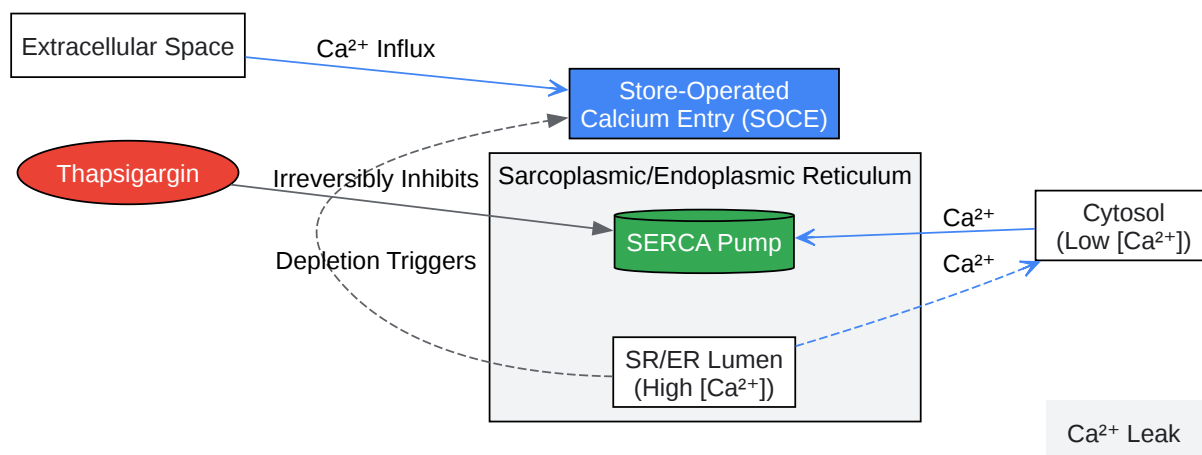 Extracellular Space
Ca²⁺ Influx
Store-Operated
Calcium Entry (SOCE)
Thapsigargin
Irreversibly Inhibits
Sarcoplasmic/Endoplasmic Reticulum
SERCA Pump
Ca²⁺
Cytosol
(Low [Ca²⁺])
Ca²⁺
Depletion Triggers
SR/ER Lumen
(High [Ca²⁺])
Ca²⁺ Leak